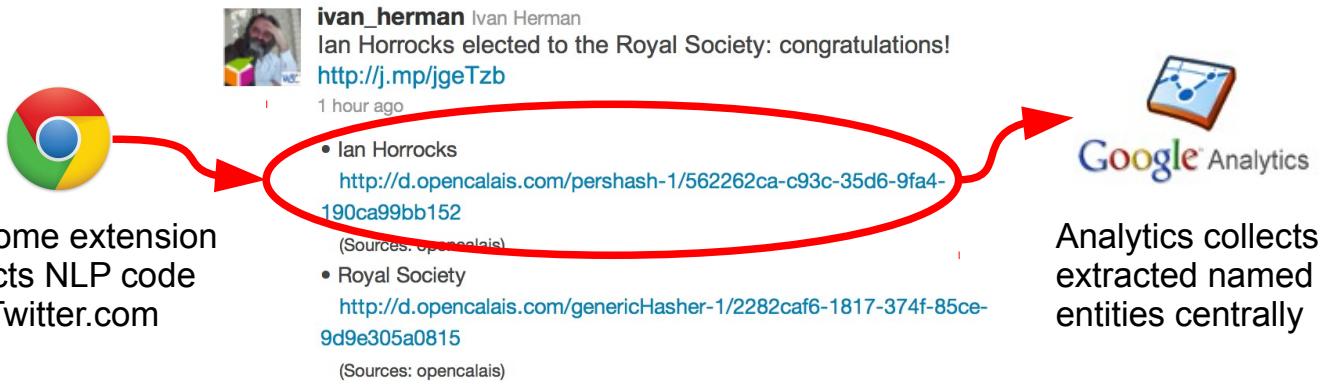 ivan_herman Ivan Herman
Ian Horrocks elected to the Royal Society: congratulations!
http://j.mp/jgeTzb
1 hour ago
• Ian Horrocks
http://d.opencalais.com/pershash-1/562262ca-c93c-35d6-9fa4-
190ca99bb152
(Sources: opencalais)
• Royal Society
http://d.opencalais.com/genericHasher-1/2282caf6-1817-374f-85ce-
9d9e305a0815
(Sources: opencalais)
ome extension
cts NLP code
Twitter.com
Google Analytics
Analytics collects
extracted named
entities centrally